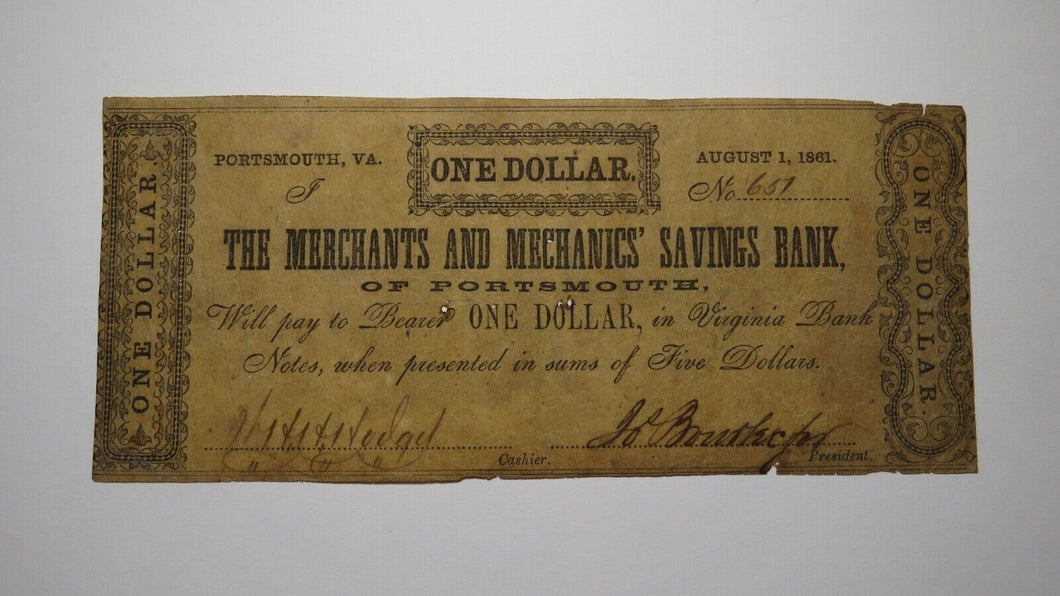 ONE DOLLAR.
PORTSMOUTH, VA.
ONE DOLLAR.
AUGUST 1, 1861.
No 651
THE MERCHANTS AND MECHANICS' SAVINGS BANK,
OF PORTSMOUTH,
Will pay to Bearer ONE DOLLAR, in Virginia Bank
Notes, when presented in sums of Five Dollars.
Cashier.
President.
ONE DOLLAR.